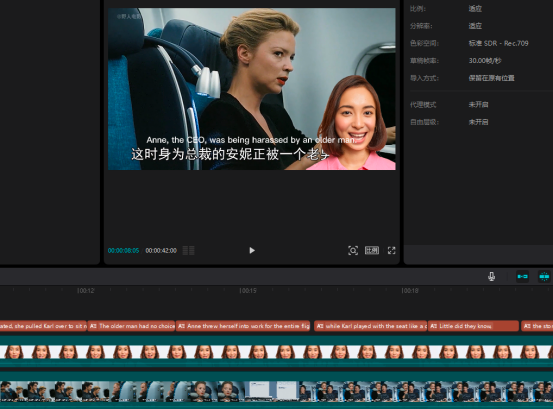 比例：
适应
分辨率：
适应
色彩空间：
标准 SDR - Rec.709
草稿帧率：
30.00帧/秒
导入方式：
保留在原有位置
代理模式
未开启
自由层级：
未开启
Anne, the CEO, was being harassed by an older man
这时身为总裁的安妮正被一个老头
00:00:08:05
00:00:42:00
比例
00:12
00:13
00:18
ated, she pulled Karl over to sit n
The older man had no choice
Anne threw herself into work for the entire flig
while Karl played with the seat like a c
Little did they know,
the sto